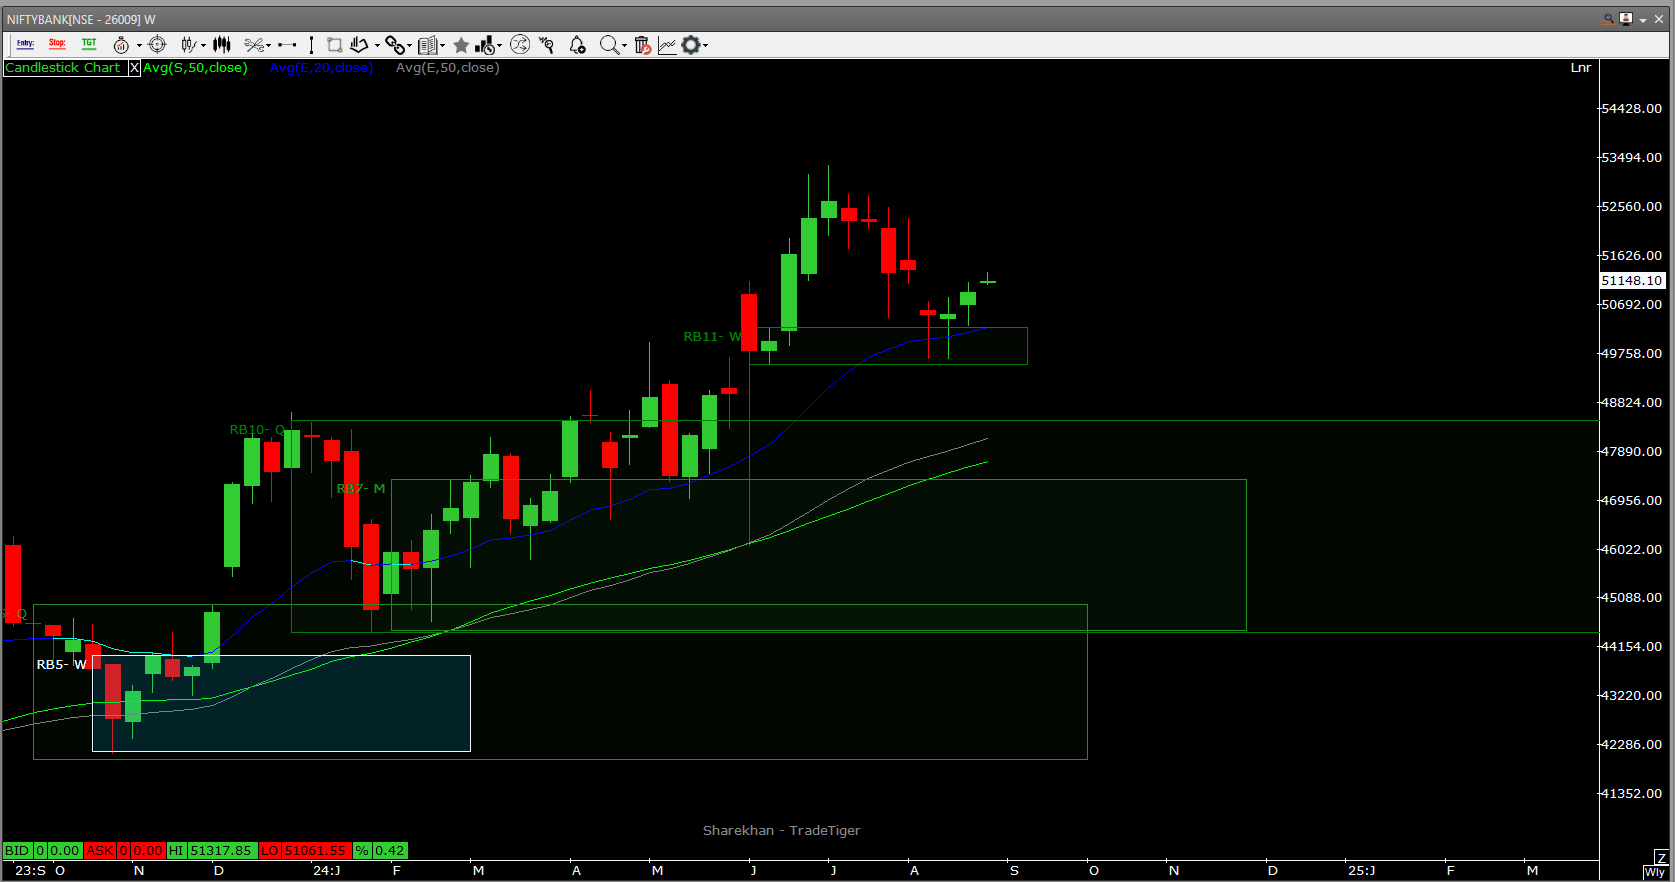 NIFTYBANK[NSE - 26009] W
Entry: Stop: TGT
Candlestick Chart X Avg(S,50,close) Avg(E,20,close) Avg(E,50,close) Lnr
54428.00
53494.00
52560.00
51626.00
51148.10
50692.00
RB11- W
49758.00
48824.00
RB10- Q
47890.00
RB7- M
46956.00
46022.00
45088.00
- Q
44154.00
RB5- W
43220.00
42286.00
41352.00
Sharekhan - TradeTiger
BID 0 0.00 ASK 0 0.00 HI 51317.85 LO 51061.55 % 0.42
Z
23:S O N D 24:J F M A M J J A S O N D 25:J F M Wly